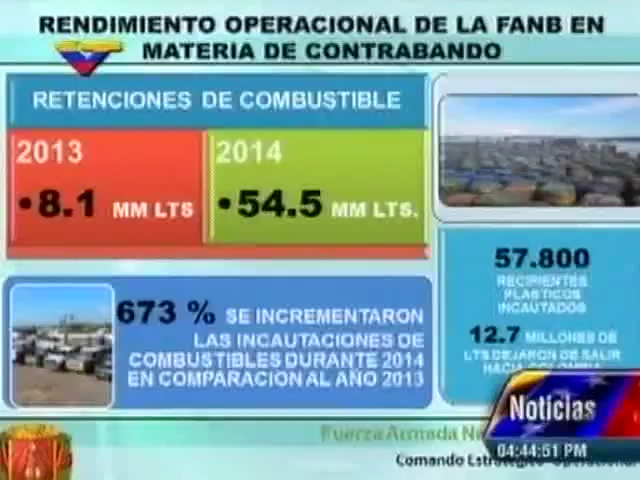 RENDIMIENTO OPERACIONAL DE LA FANB EN
MATERIA DE CONTRABANDO
RETENCIONES DE COMBUSTIBLE
2013
•8.1 MM LTS
2014
•54.5 MM LTS.
673 % SE INCREMENTARON
LAS INCAUTACIONES DE
COMBUSTIBLES DURANTE 2014
EN COMPARACION AL AÑO 2013
57.800
RECIPIENTES
PLASTICOS
INCAUTADOS
12.7 MILLONES DE
LTS DEJARON DE SALIR
HACIA
Fuerza Armada
Comando Estratégico Operacional
Noticias
04:44:51 PM